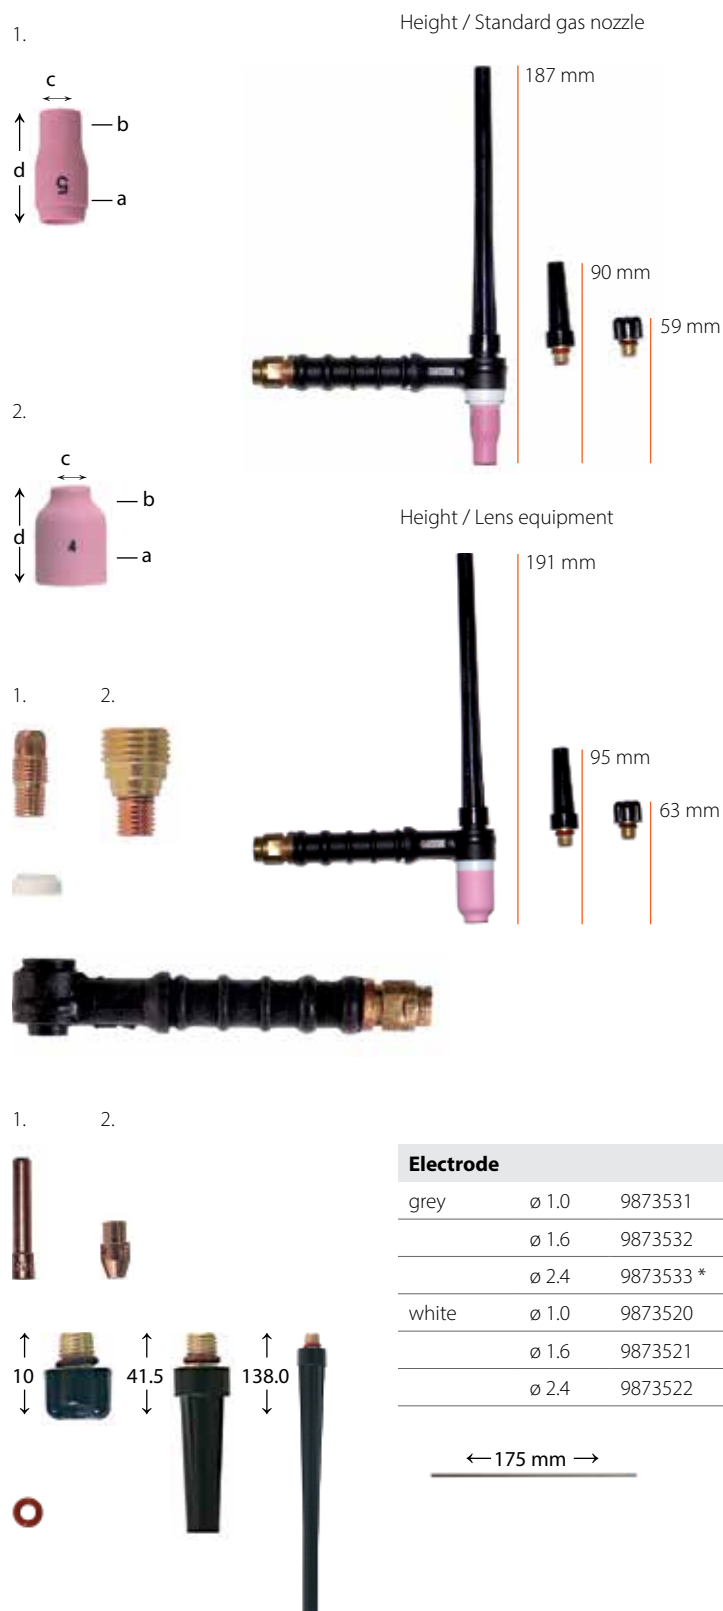 Height / Standard gas nozzle
1.
187 mm
c
b
d
5
a
90 mm
59 mm
2.
c
b
d
4
a
Height / Lens equipment
191 mm
1. 2.
95 mm
63 mm
1. 2.
Electrode
grey ø 1.0 9873531
ø 1.6 9873532
ø 2.4 9873533 *
white ø 1.0 9873520
ø 1.6 9873521
ø 2.4 9873522
10 41.5 138.0
175 mm